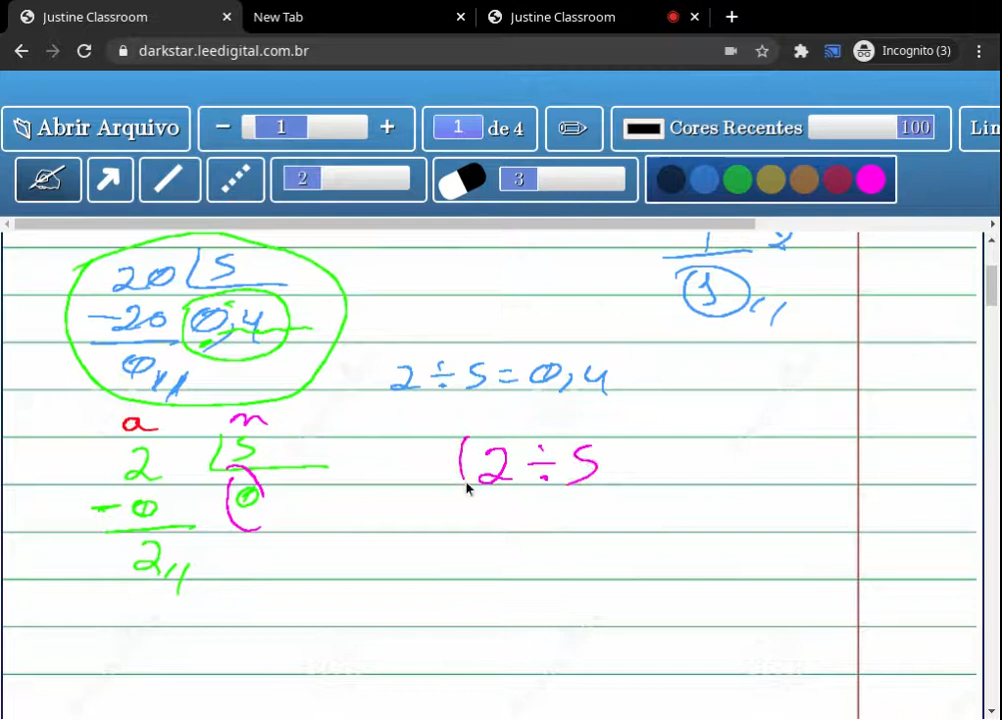 Justine Classroom
New Tab
Justine Classroom
darkstar.leedigital.com.br
Incognito (3)
Abrir Arquivo
− 1 +
1 de 4
Cores Recentes 100
Lin
2
3
20 5
−20 0,4
0
1
2 ÷ 5 = 0,4
a n
2 5
−0 0
2
(2 ÷ 5